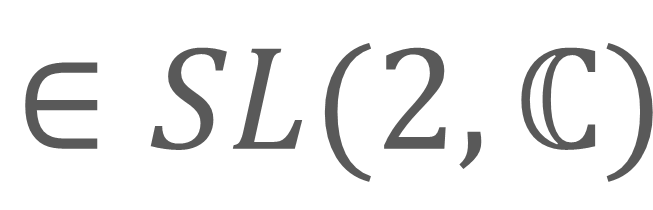 ∈ SL(2, ℂ)